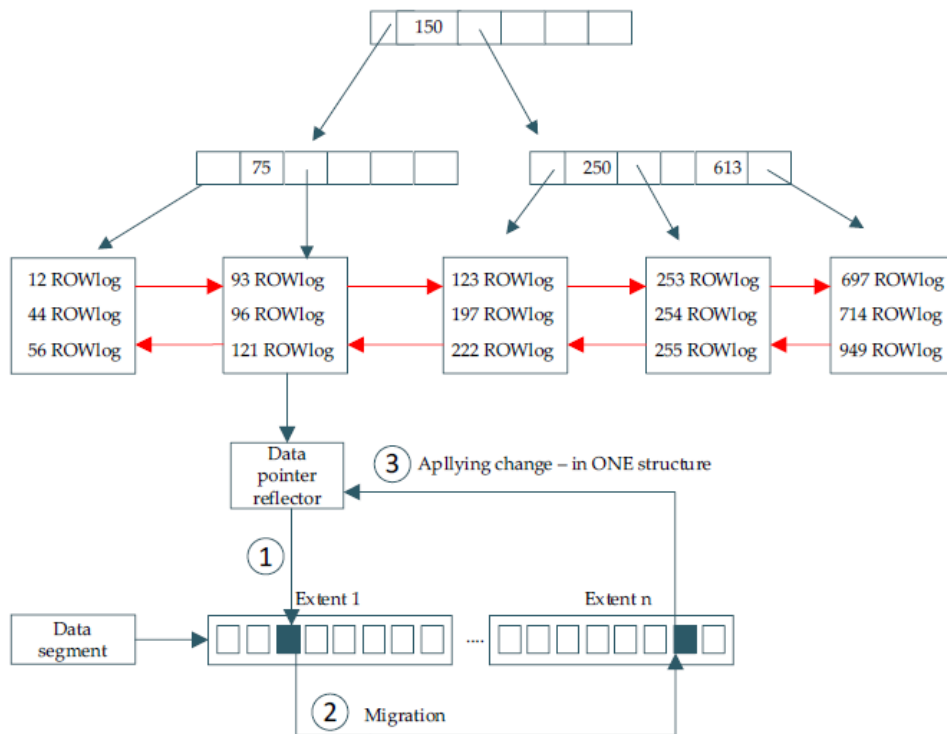 150
75
250 613
12 ROWlog
44 ROWlog
56 ROWlog
93 ROWlog
96 ROWlog
121 ROWlog
123 ROWlog
197 ROWlog
222 ROWlog
253 ROWlog
254 ROWlog
255 ROWlog
697 ROWlog
714 ROWlog
949 ROWlog
Data
pointer
reflector
3 Apllying change – in ONE structure
1
Extent 1
Extent n
Data
segment
....
2 Migration